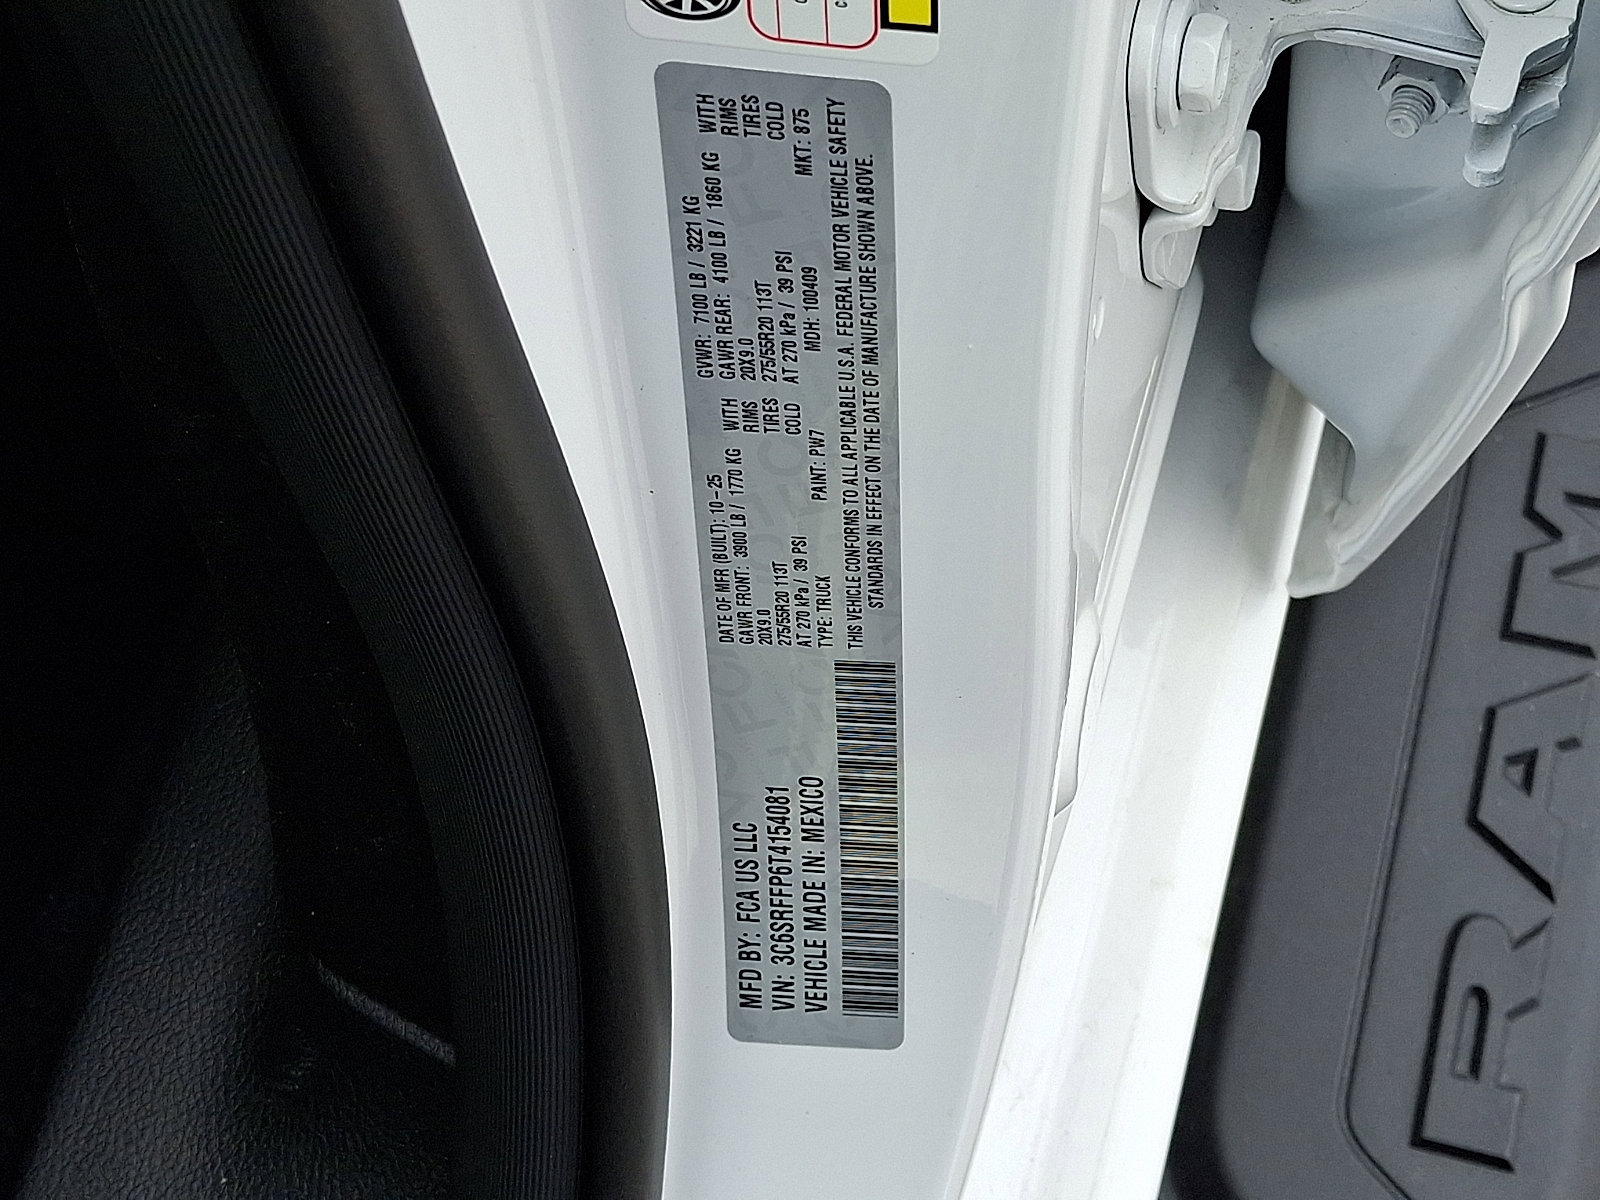 MFD BY: FCA US LLC
VIN: 3C6SRFFP6T4154081
VEHICLE MADE IN: MEXICO
DATE OF MFR (BUILT): 10-25
GVWR: 7100 LB / 3221 KG
GAWR FRONT: 3900 LB / 1770 KG WITH
20X9.0 RIMS
275/55R20 113T TIRES
AT 270 kPa / 39 PSI COLD
GAWR REAR: 4100 LB / 1860 KG WITH
20X9.0 RIMS
275/55R20 113T TIRES
AT 270 kPa / 39 PSI COLD
TYPE: TRUCK PAINT: PW7 MDH: 100409 MKT: 875
THIS VEHICLE CONFORMS TO ALL APPLICABLE U.S.A. FEDERAL MOTOR VEHICLE SAFETY
STANDARDS IN EFFECT ON THE DATE OF MANUFACTURE SHOWN ABOVE.
RAM